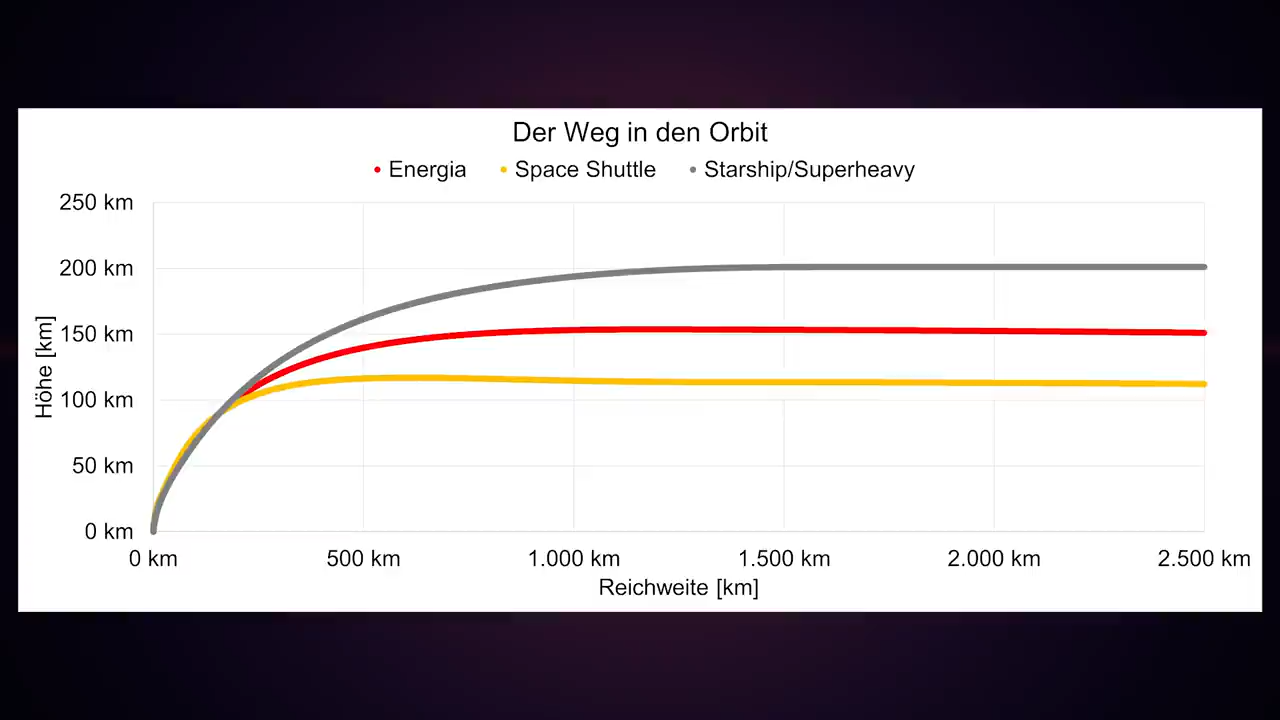 Der Weg in den Orbit
Energia Space Shuttle Starship/Superheavy
250 km
200 km
150 km
100 km
50 km
0 km
Höhe [km]
0 km 500 km 1.000 km 1.500 km 2.000 km 2.500 km
Reichweite [km]